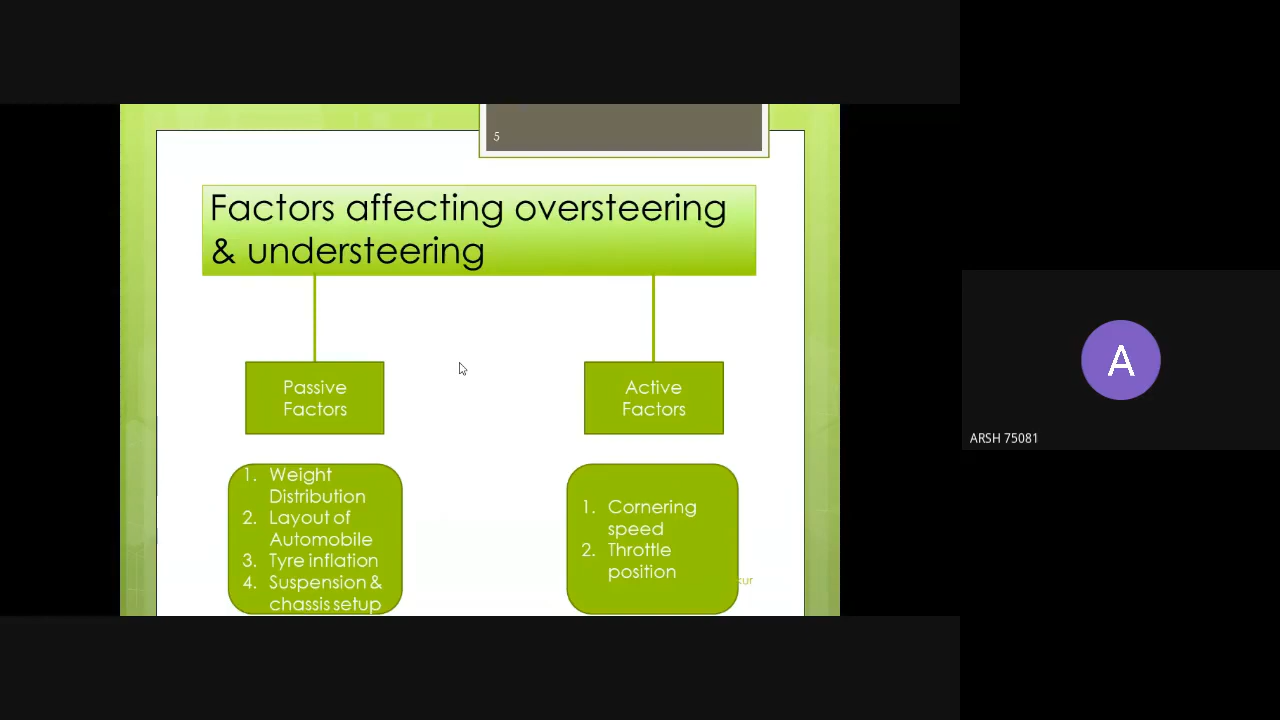 5
Factors affecting oversteering
& understeering
Passive
Factors
Active
Factors
1. Weight
Distribution
2. Layout of
Automobile
3. Tyre inflation
4. Suspension &
chassis setup
1. Cornering
speed
2. Throttle
position
A
ARSH 75081